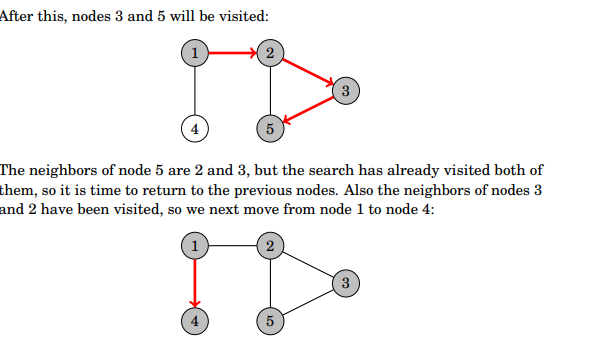 After this, nodes 3 and 5 will be visited:
1 2
3
4 5
The neighbors of node 5 are 2 and 3, but the search has already visited both of
them, so it is time to return to the previous nodes. Also the neighbors of nodes 3
and 2 have been visited, so we next move from node 1 to node 4:
1 2
3
4 5